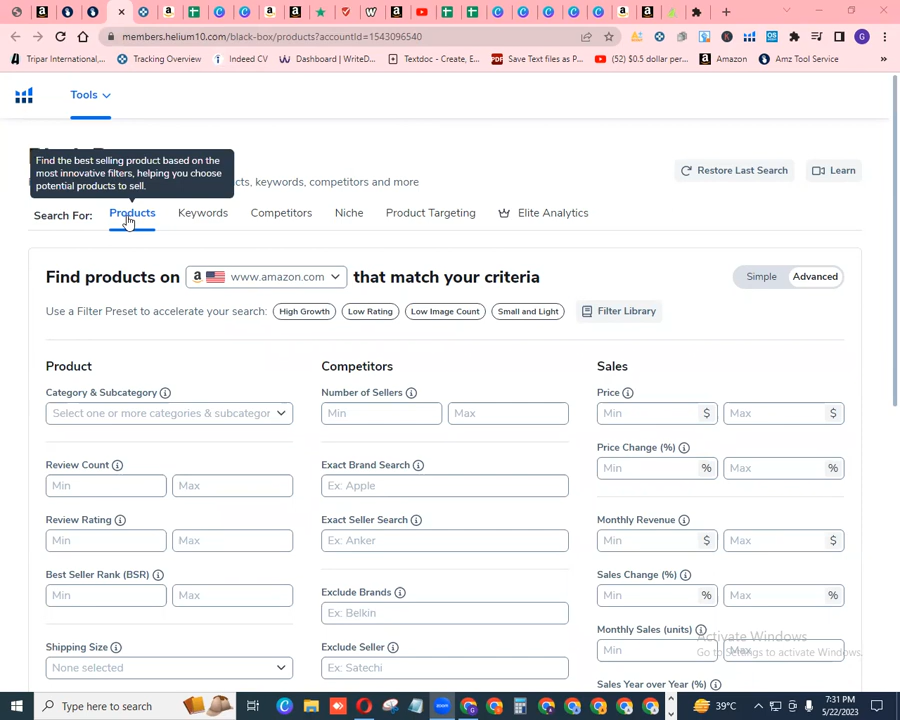 members.helium10.com/black-box/products?accountId=1543096540
G
Tripar International,...
Tracking Overview
Indeed CV
Dashboard | WriteD...
Textdoc - Create, E...
Save Text files as P...
(52) $0.5 dollar per...
Amazon
Amz Tool Service
»
Tools
Find the best selling product based on the
most innovative filters, helping you choose
potential products to sell.
cts, keywords, competitors and more
Restore Last Search
Learn
Search For:
Products
Keywords
Competitors
Niche
Product Targeting
Elite Analytics
Find products on
www.amazon.com
that match your criteria
Simple
Advanced
Use a Filter Preset to accelerate your search:
High Growth
Low Rating
Low Image Count
Small and Light
Filter Library
Product
Competitors
Sales
Category & Subcategory
Number of Sellers
Price
Select one or more categories & subcategor
Min
Max
Min $
Max $
Price Change (%)
Min %
Max %
Review Count
Exact Brand Search
Min
Max
Ex: Apple
Review Rating
Exact Seller Search
Monthly Revenue
Min
Max
Ex: Anker
Min $
Max $
Best Seller Rank (BSR)
Sales Change (%)
Min
Max
Exclude Brands
Min %
Max %
Ex: Belkin
Monthly Sales (units)
Activate Windows
Shipping Size
Exclude Seller
Min
Max
Go to Settings to activate Windows.
None selected
Ex: Satechi
Sales Year over Year (%)
Type here to search
zoom
39°C
7:31 PM
5/22/2023